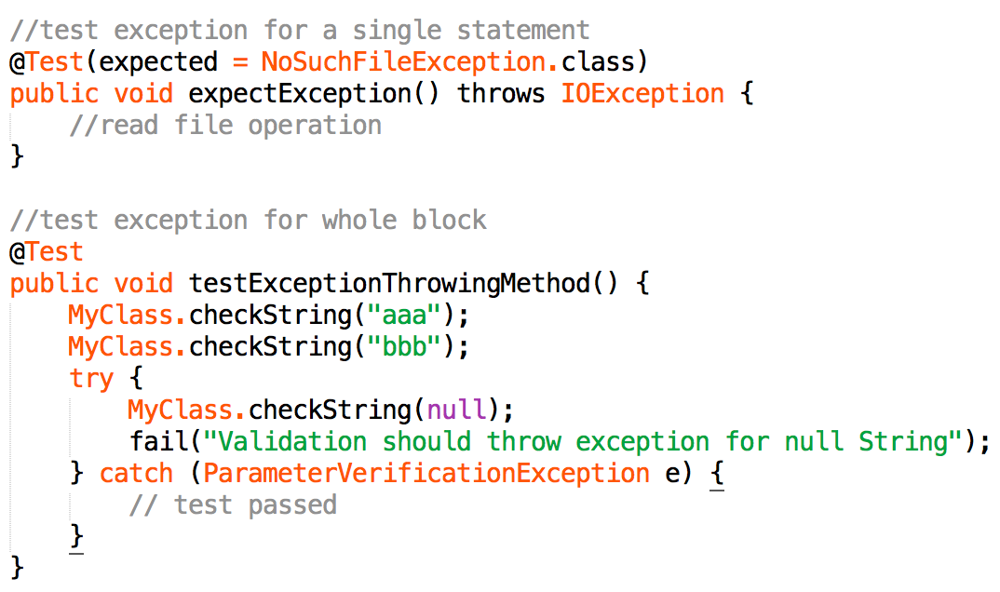 //test exception for a single statement
@Test(expected = NoSuchFileException.class)
public void expectException() throws IOException {
    //read file operation
}

//test exception for whole block
@Test
public void testExceptionThrowingMethod() {
    MyClass.checkString("aaa");
    MyClass.checkString("bbb");
    try {
        MyClass.checkString(null);
        fail("Validation should throw exception for null String");
    } catch (ParameterVerificationException e) {
        // test passed
    }
}